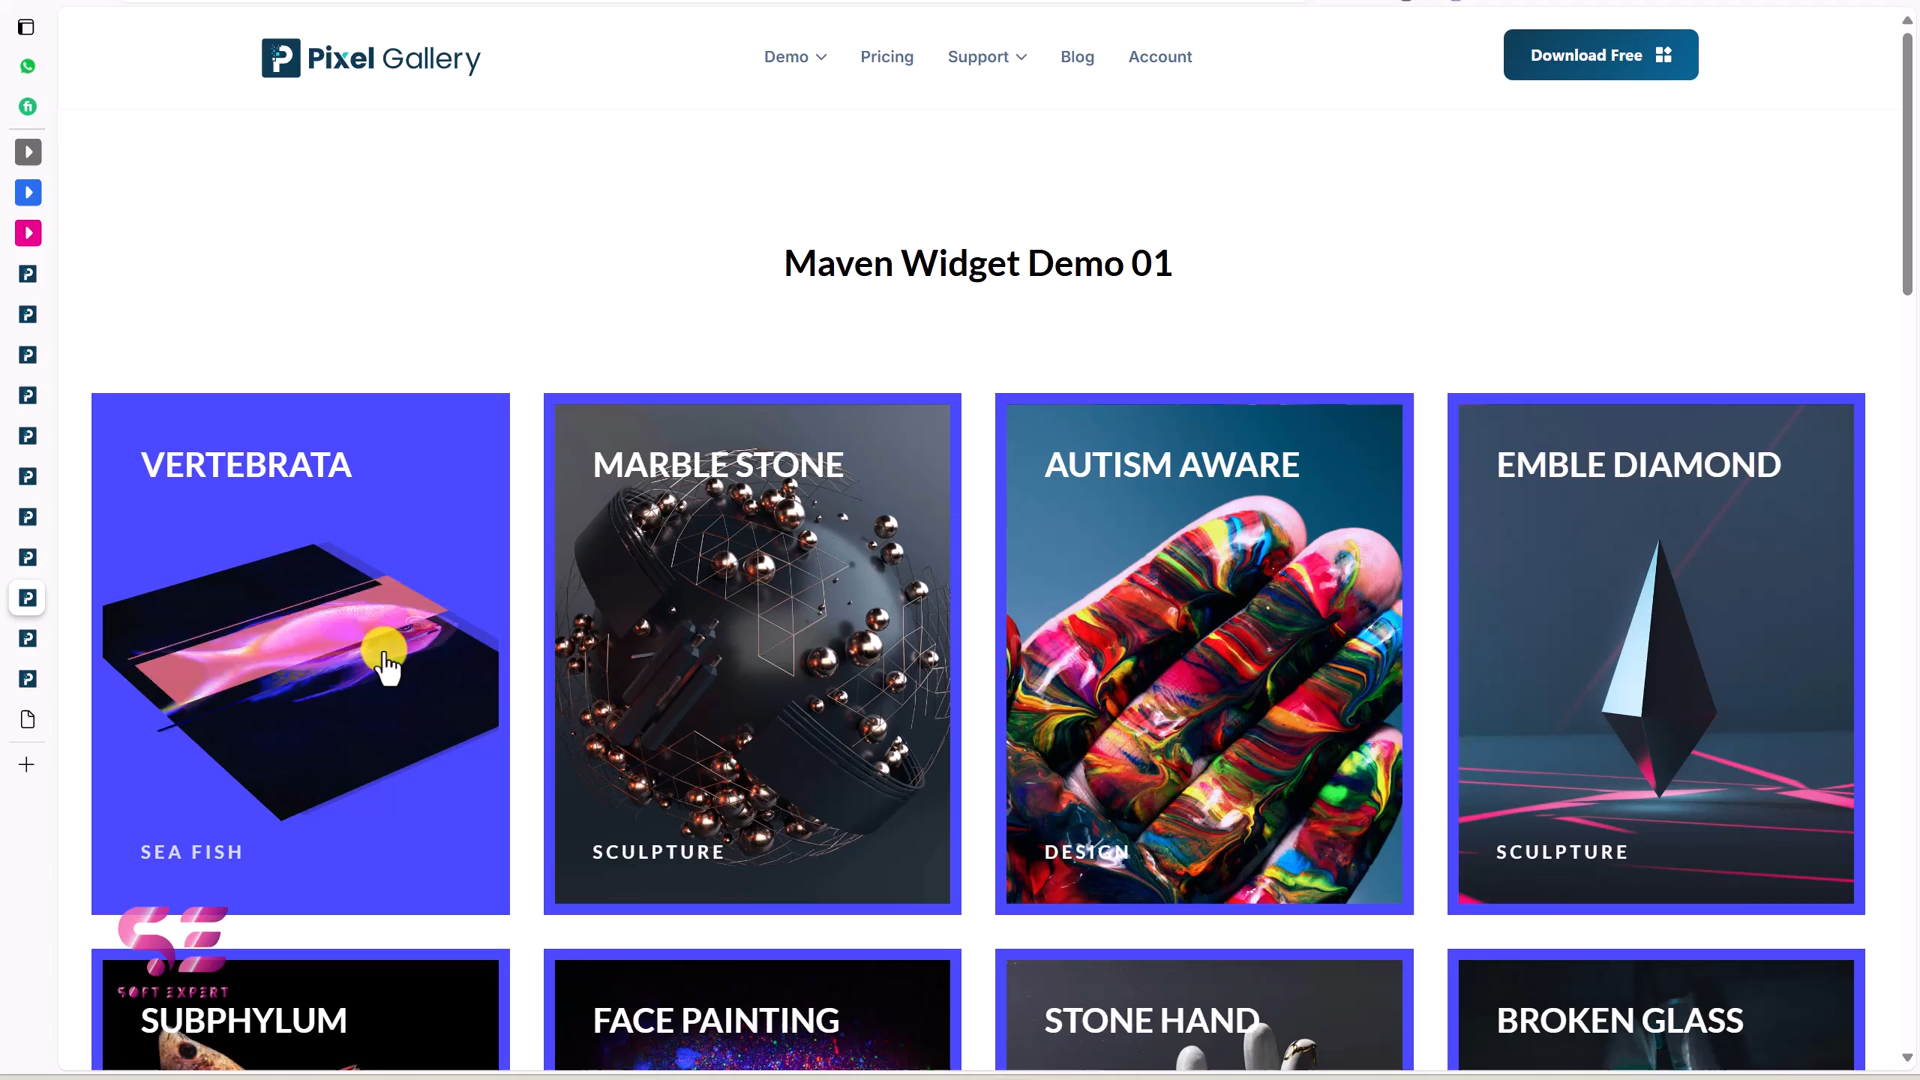 Pixel Gallery
Demo
Pricing
Support
Blog
Account
Download Free
Maven Widget Demo 01
VERTEBRATA
MARBLE STONE
AUTISM AWARE
EMBLE DIAMOND
SEA FISH
SCULPTURE
DESIGN
SCULPTURE
SE
SOFT EXPERT
SUBPHYLUM
FACE PAINTING
STONE HAND
BROKEN GLASS